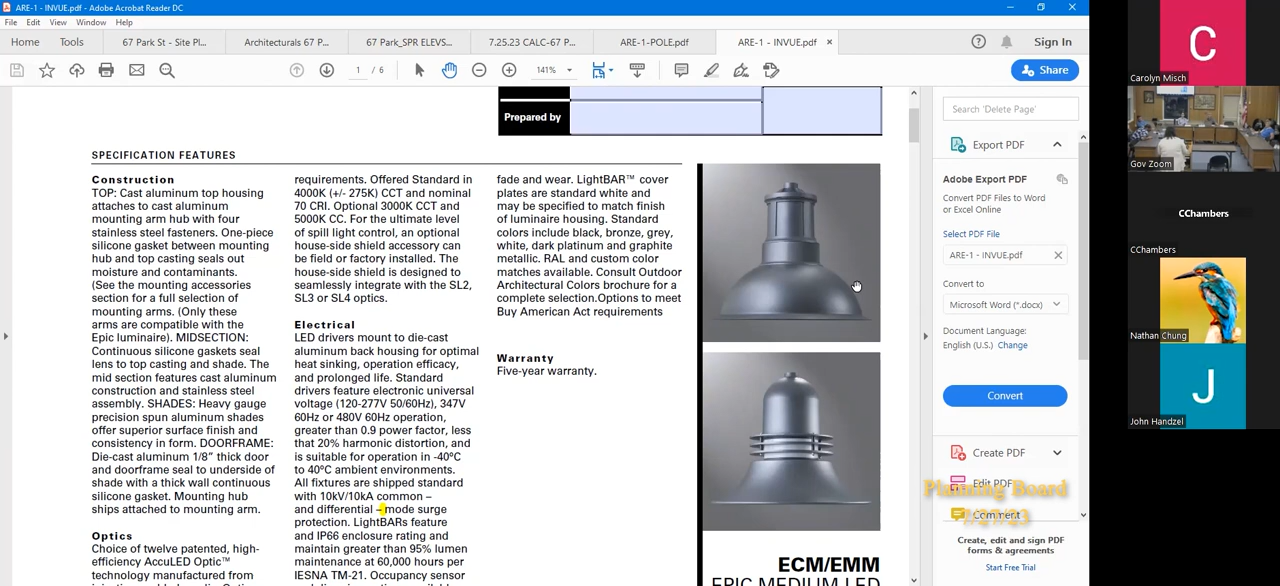 ARE-1 - INVUE.pdf - Adobe Acrobat Reader DC
File Edit View Window Help
Home Tools 67 Park St - Site Pl... Architecturals 67 P... 67 Park_SPR ELEVS... 7.25.23 CALC-67 P... ARE-1-POLE.pdf ARE-1 - INVUE.pdf × Sign In
1 / 6 141% Share
Prepared by
SPECIFICATION FEATURES
Construction
TOP: Cast aluminum top housing
attaches to cast aluminum
mounting arm hub with four
stainless steel fasteners. One-piece
silicone gasket between mounting
hub and top casting seals out
moisture and contaminants.
(See the mounting accessories
section for a full selection of
mounting arms. (Only these
arms are compatible with the
Epic luminaire). MIDSECTION:
Continuous silicone gaskets seal
lens to top casting and shade. The
mid section features cast aluminum
construction and stainless steel
assembly. SHADES: Heavy gauge
precision spun aluminum shades
offer superior surface finish and
consistency in form. DOORFRAME:
Die-cast aluminum 1/8" thick door
and doorframe seal to underside of
shade with a thick wall continuous
silicone gasket. Mounting hub
ships attached to mounting arm.
Optics
Choice of twelve patented, high-
efficiency AccuLED Optic™
technology manufactured from
requirements. Offered Standard in
4000K (+/- 275K) CCT and nominal
70 CRI. Optional 3000K CCT and
5000K CC. For the ultimate level
of spill light control, an optional
house-side shield accessory can
be field or factory installed. The
house-side shield is designed to
seamlessly integrate with the SL2,
SL3 or SL4 optics.
Electrical
LED drivers mount to die-cast
aluminum back housing for optimal
heat sinking, operation efficacy,
and prolonged life. Standard
drivers feature electronic universal
voltage (120-277V 50/60Hz), 347V
60Hz or 480V 60Hz operation,
greater than 0.9 power factor, less
that 20% harmonic distortion, and
is suitable for operation in -40ºC
to 40ºC ambient environments.
All fixtures are shipped standard
with 10kV/10kA common –
and differential – mode surge
protection. LightBARs feature
and IP66 enclosure rating and
maintain greater than 95% lumen
maintenance at 60,000 hours per
IESNA TM-21. Occupancy sensor
fade and wear. LightBAR™ cover
plates are standard white and
may be specified to match finish
of luminaire housing. Standard
colors include black, bronze, grey,
white, dark platinum and graphite
metallic. RAL and custom color
matches available. Consult Outdoor
Architectural Colors brochure for a
complete selection.Options to meet
Buy American Act requirements
Warranty
Five-year warranty.
ECM/EMM
EPIC MEDIUM LED
Search 'Delete Page'
Export PDF
Adobe Export PDF
Convert PDF Files to Word
or Excel Online
Select PDF File
ARE-1 - INVUE.pdf ×
Convert to
Microsoft Word (*.docx)
Document Language:
English (U.S.) Change
Convert
Create PDF
Edit PDF
Comment
Create, edit and sign PDF
forms & agreements
Start Free Trial
Planning Board
7/27/23
C
Carolyn Misch
Gov Zoom
CChambers
CChambers
Nathan Chung
J
John Handzel